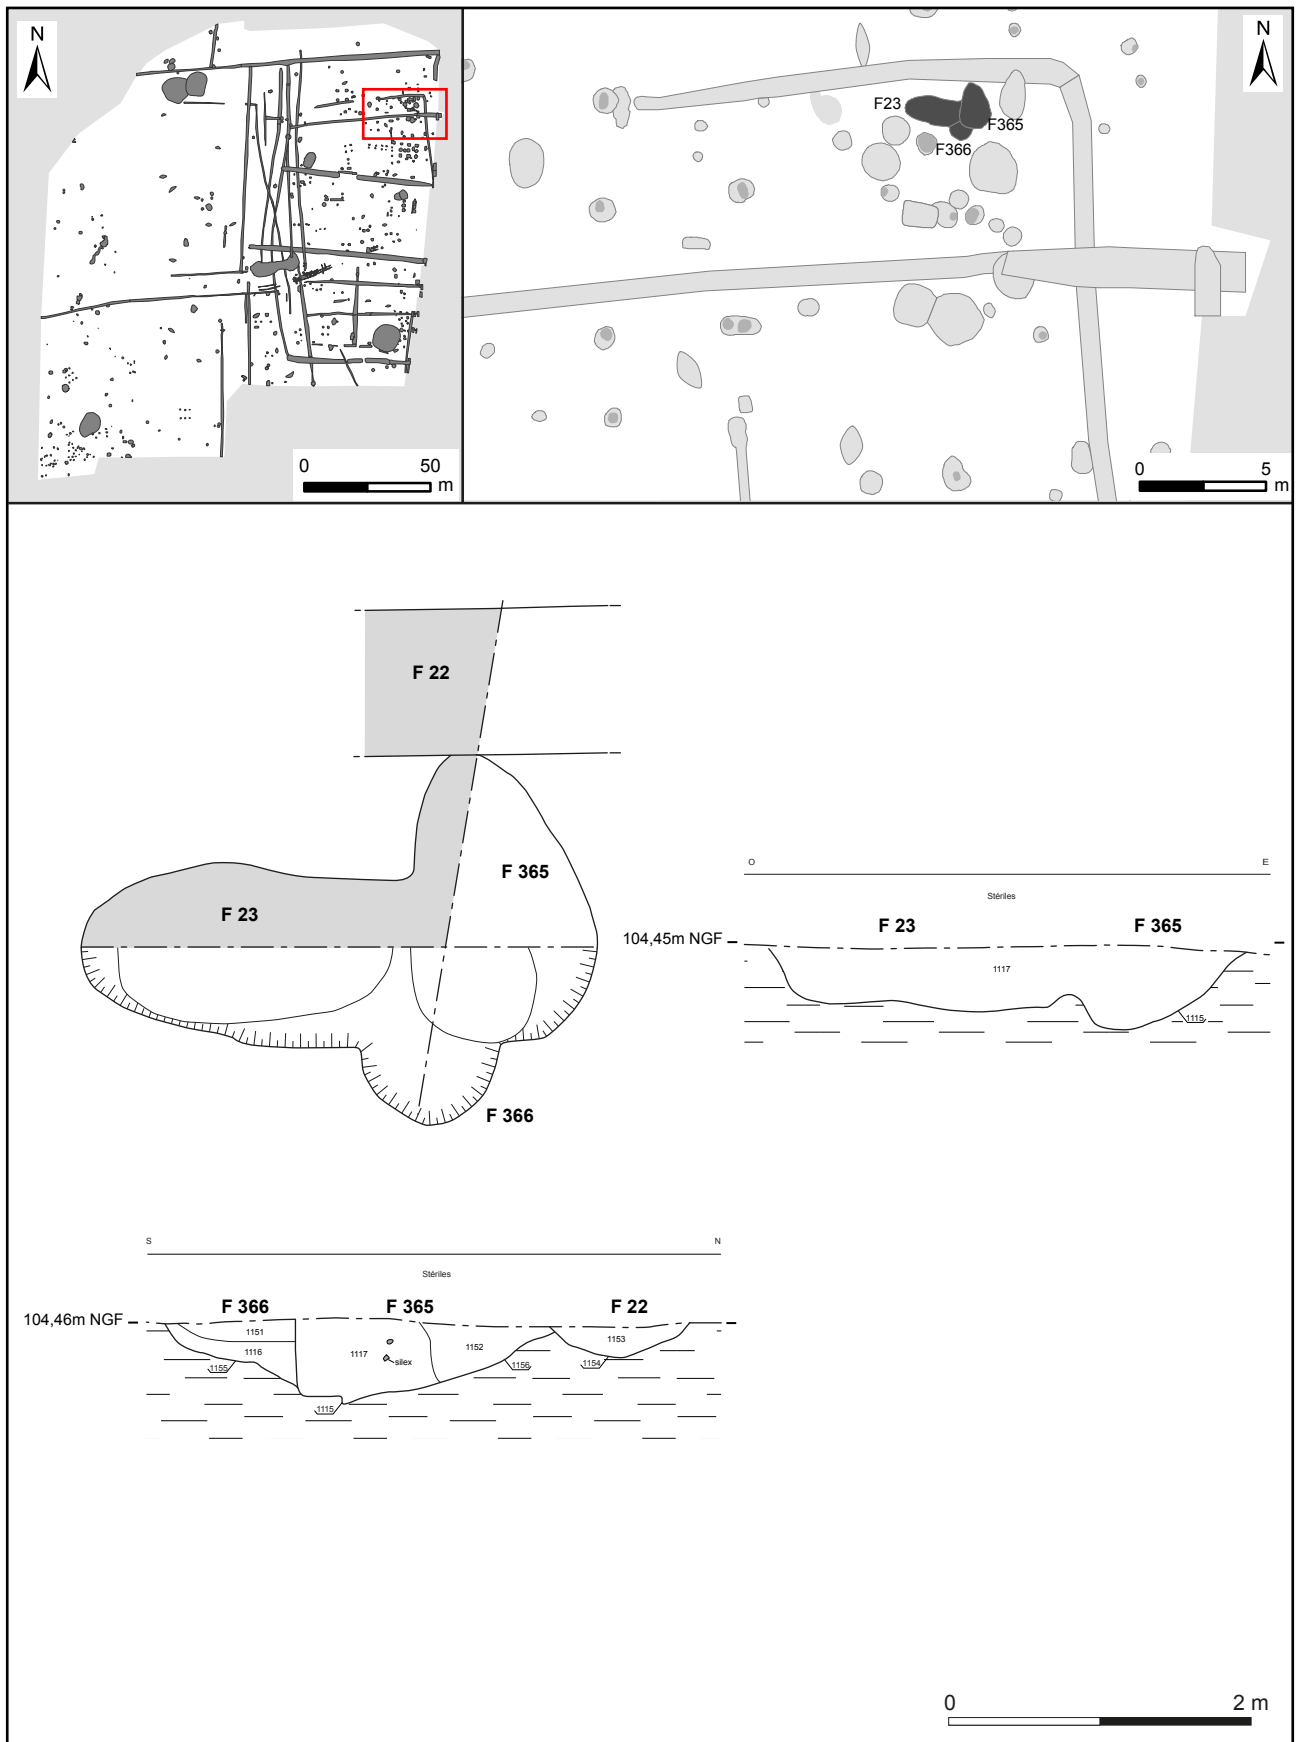 N
0 50
m
N
F23
F365
F366
0 5
m
F 22
F 365
F 23
F 366
O E
Stériles
F 23 F 365
104,45m NGF
1117
1115
S N
Stériles
F 366 F 365 F 22
104,46m NGF
1151
1116
1155
1117
silex
1115
1152
1156
1153
1154
0 2 m